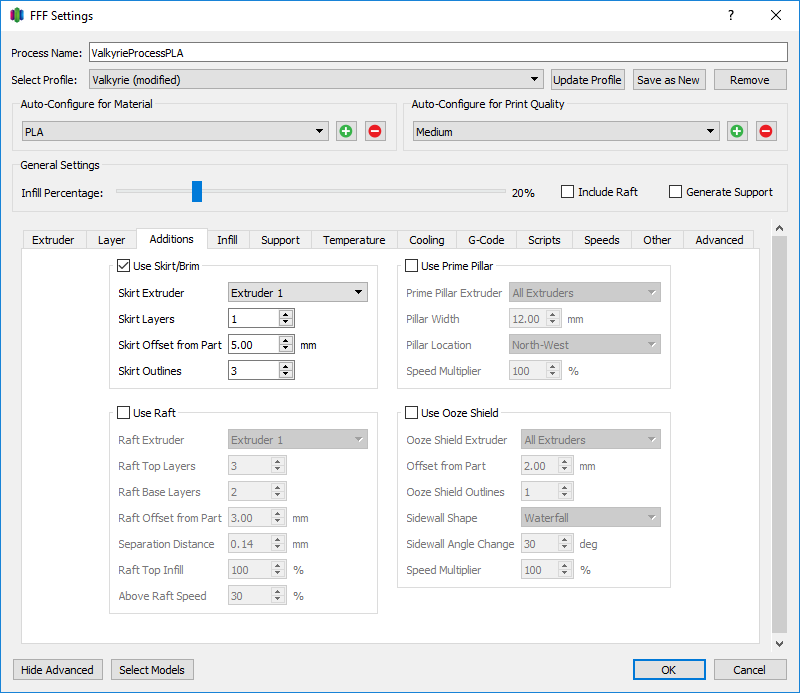 FFF Settings
?
Process Name: ValkyrieProcessPLA
Select Profile: Valkyrie (modified) Update Profile Save as New Remove
Auto-Configure for Material Auto-Configure for Print Quality
PLA Medium
General Settings
Infill Percentage: 20% Include Raft Generate Support
Extruder Layer Additions Infill Support Temperature Cooling G-Code Scripts Speeds Other Advanced
Use Skirt/Brim
Skirt Extruder Extruder 1
Skirt Layers 1
Skirt Offset from Part 5.00 mm
Skirt Outlines 3
Use Prime Pillar
Prime Pillar Extruder All Extruders
Pillar Width 12.00 mm
Pillar Location North-West
Speed Multiplier 100 %
Use Raft
Raft Extruder Extruder 1
Raft Top Layers 3
Raft Base Layers 2
Raft Offset from Part 3.00 mm
Separation Distance 0.14 mm
Raft Top Infill 100 %
Above Raft Speed 30 %
Use Ooze Shield
Ooze Shield Extruder All Extruders
Offset from Part 2.00 mm
Ooze Shield Outlines 1
Sidewall Shape Waterfall
Sidewall Angle Change 30 deg
Speed Multiplier 100 %
Hide Advanced Select Models OK Cancel